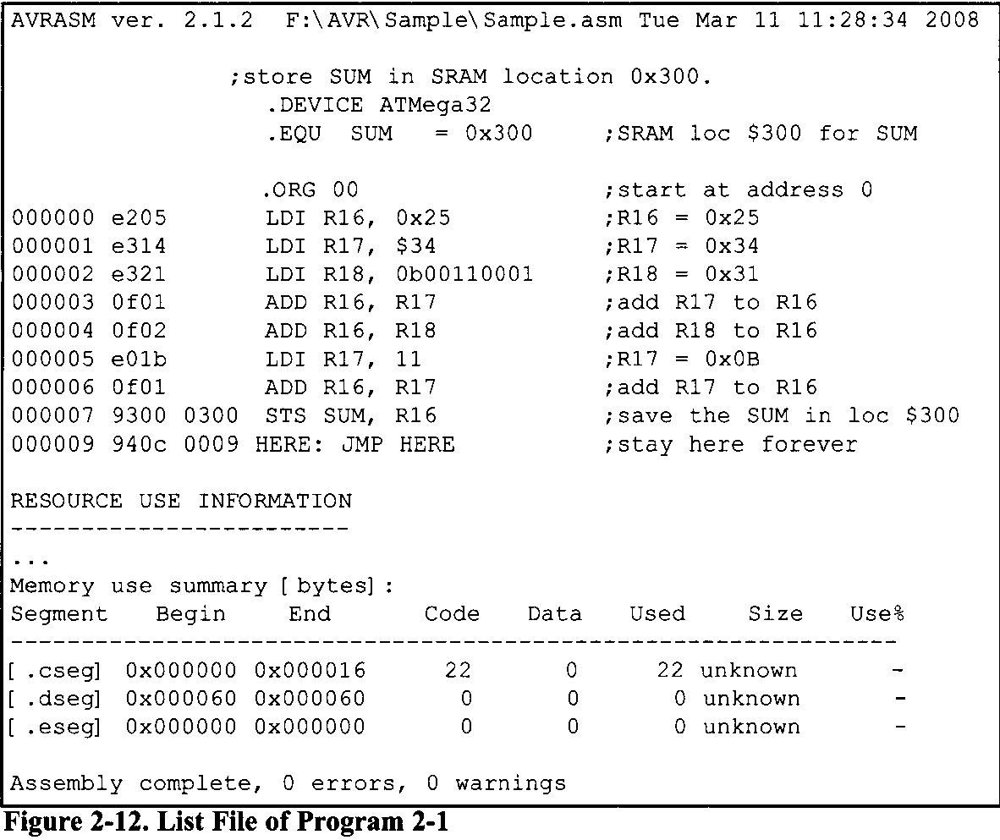 AVRASM ver. 2.1.2 F:\AVR\Sample\Sample.asm Tue Mar 11 11:28:34 2008
;store SUM in SRAM location 0x300.
.DEVICE ATMega32
.EQU SUM = 0x300 ;SRAM loc $300 for SUM
.ORG 00 ;start at address 0
000000 e205 LDI R16, 0x25 ;R16 = 0x25
000001 e314 LDI R17, $34 ;R17 = 0x34
000002 e321 LDI R18, 0b00110001 ;R18 = 0x31
000003 0f01 ADD R16, R17 ;add R17 to R16
000004 0f02 ADD R16, R18 ;add R18 to R16
000005 e01b LDI R17, 11 ;R17 = 0x0B
000006 0f01 ADD R16, R17 ;add R17 to R16
000007 9300 0300 STS SUM, R16 ;save the SUM in loc $300
000009 940c 0009 HERE: JMP HERE ;stay here forever
RESOURCE USE INFORMATION
------------------------
...
Memory use summary [bytes]:
Segment Begin End Code Data Used Size Use%
---------------------------------------------------------------
[.cseg] 0x000000 0x000016 22 0 22 unknown -
[.dseg] 0x000060 0x000060 0 0 0 unknown -
[.eseg] 0x000000 0x000000 0 0 0 unknown -
Assembly complete, 0 errors, 0 warnings
Figure 2-12. List File of Program 2-1